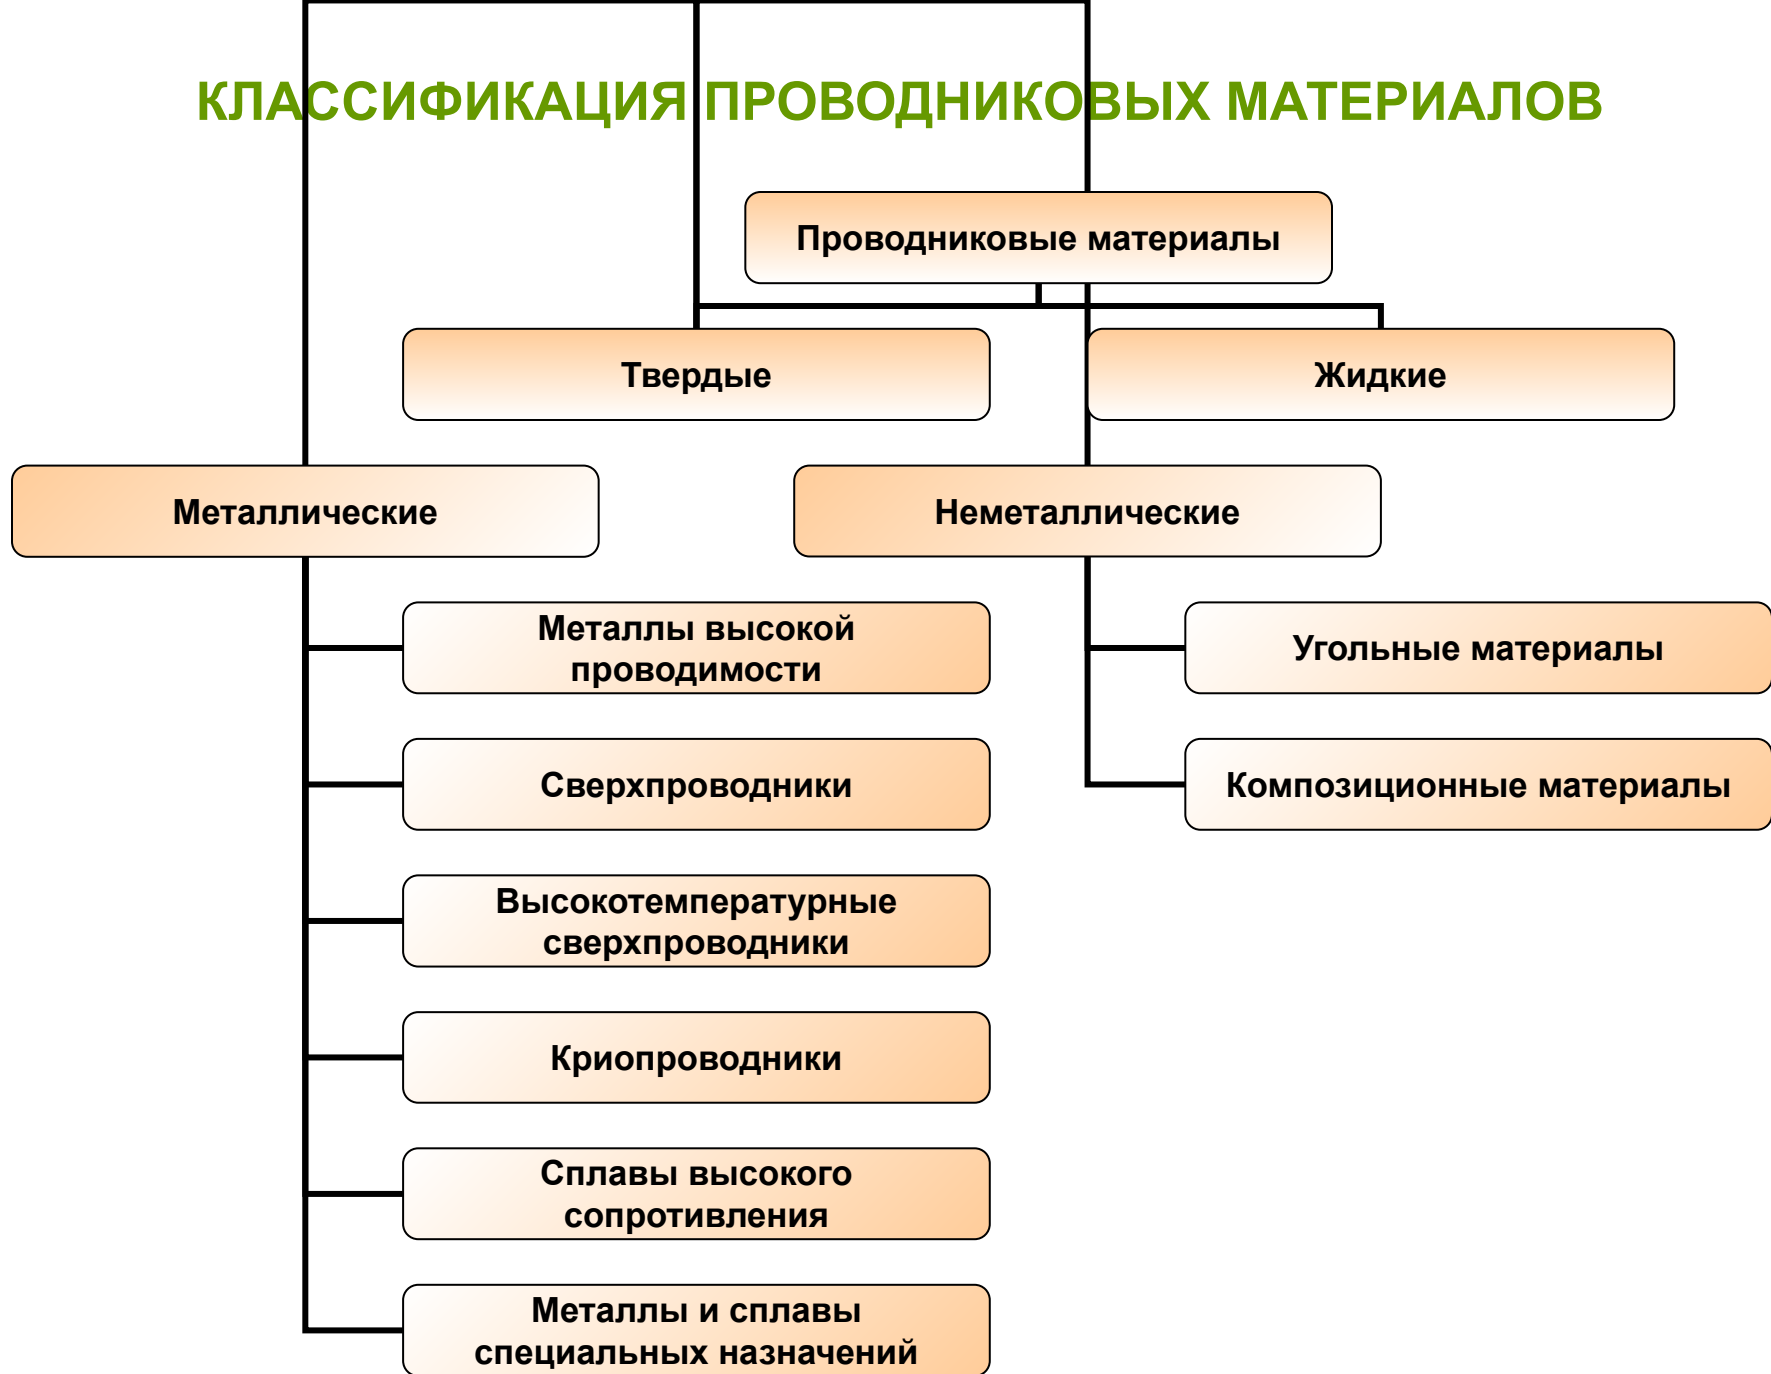 КЛАССИФИКАЦИЯ ПРОВОДНИКОВЫХ МАТЕРИАЛОВ
Проводниковые материалы
Твердые
Жидкие
Металлические
Неметаллические
Металлы высокой
проводимости
Угольные материалы
Сверхпроводники
Композиционные материалы
Высокотемпературные
сверхпроводники
Криопроводники
Сплавы высокого
сопротивления
Металлы и сплавы
специальных назначений